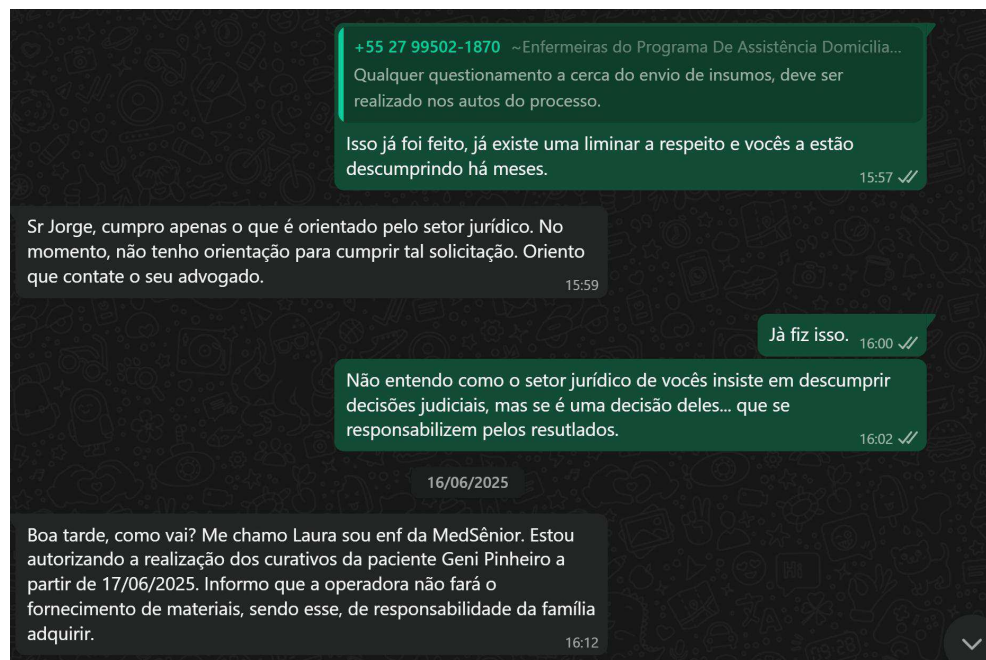 +55 27 99502-1870 ~Enfermeiras do Programa De Assistência Domicilia...
Qualquer questionamento a cerca do envio de insumos, deve ser
realizado nos autos do processo.
Isso já foi feito, já existe uma liminar a respeito e vocês a estão
descumprindo há meses.
15:57
Sr Jorge, cumpro apenas o que é orientado pelo setor jurídico. No
momento, não tenho orientação para cumprir tal solicitação. Oriento
que contate o seu advogado.
15:59
Jà fiz isso.
16:00
Não entendo como o setor jurídico de vocês insiste em descumprir
decisões judiciais, mas se é uma decisão deles... que se
responsabilizem pelos resutlados.
16:02
16/06/2025
Boa tarde, como vai? Me chamo Laura sou enf da MedSênior. Estou
autorizando a realização dos curativos da paciente Geni Pinheiro a
partir de 17/06/2025. Informo que a operadora não fará o
fornecimento de materiais, sendo esse, de responsabilidade da família
adquirir.
16:12